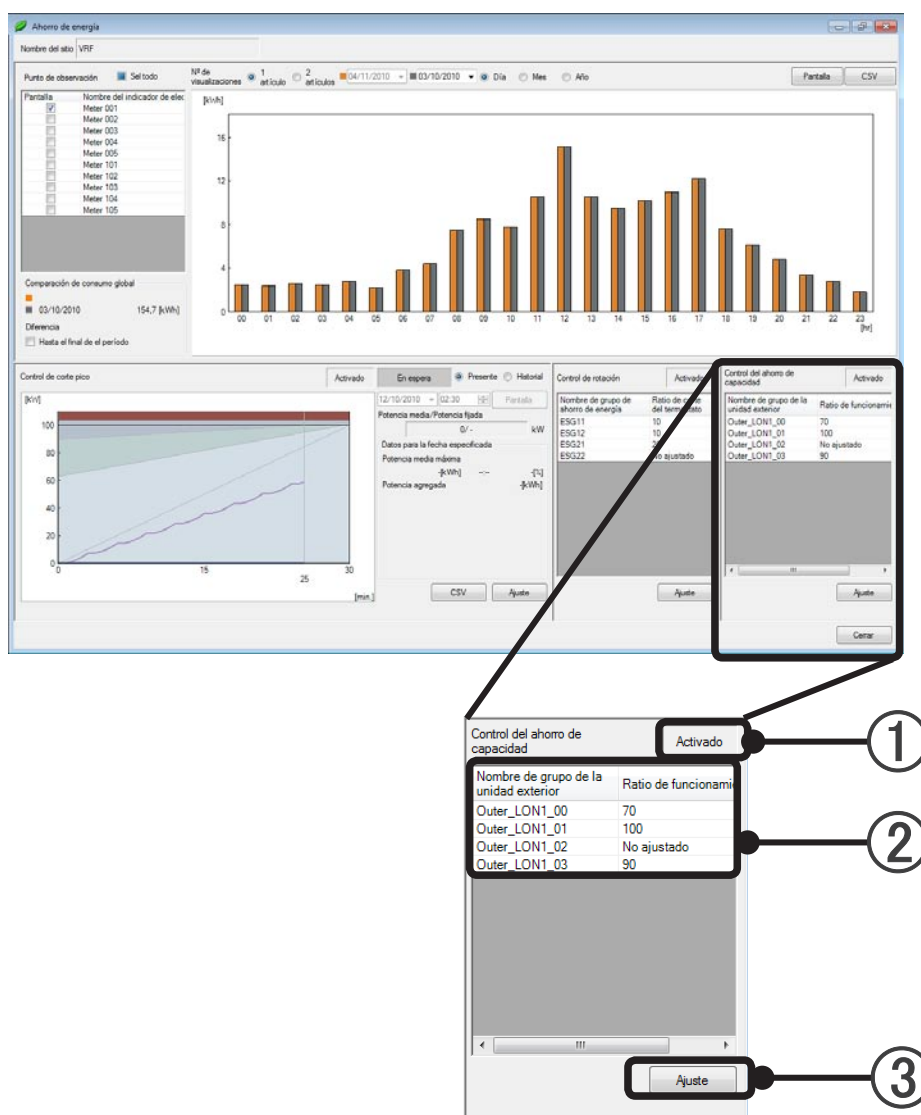 Ahorro de energía
Nombre del sitio VRF
Punto de observación Sel todo
Nº de visualizaciones 1 artículo 2 artículos 04/11/2010 03/10/2010 Día Mes Año Pantalla CSV
Pantalla Nombre del indicador de elec
Meter 001
Meter 002
Meter 003
Meter 004
Meter 005
Meter 101
Meter 102
Meter 103
Meter 104
Meter 105
Comparación de consumo global
03/10/2010 154,7 [kWh]
Diferencia
Hasta el final de el período
[kWh]
16
12
8
4
0
00 01 02 03 04 05 06 07 08 09 10 11 12 13 14 15 16 17 18 19 20 21 22 23
[hr]
Control de corte pico Activado
[kW]
100
80
60
40
20
0
0 15 25 30
[min.]
En espera Presente Historial
12/10/2010 02:30 Pantalla
Potencia media/Potencia fijada
0/ - kW
Datos para la fecha especificada
Potencia media máxima
-[kWh] --:-- -[%]
Potencia agregada -[kWh]
CSV Ajuste
Control de rotación Activado
Nombre de grupo de ahorro de energía
Ratio de corte del termostato
ESG11 10
ESG12 10
ESG21
ESG22 No ajustado
Ajuste
Control del ahorro de capacidad Activado
Nombre de grupo de la unidad exterior
Ratio de funcionamie
Outer_LON1_00 70
Outer_LON1_01 100
Outer_LON1_02 No ajustado
Outer_LON1_03 90
Ajuste
Cerrar
Control del ahorro de
capacidad
Activado
1
Nombre de grupo de la
unidad exterior
Ratio de funcionami
Outer_LON1_00 70
Outer_LON1_01 100
Outer_LON1_02 No ajustado
Outer_LON1_03 90
2
Ajuste
3